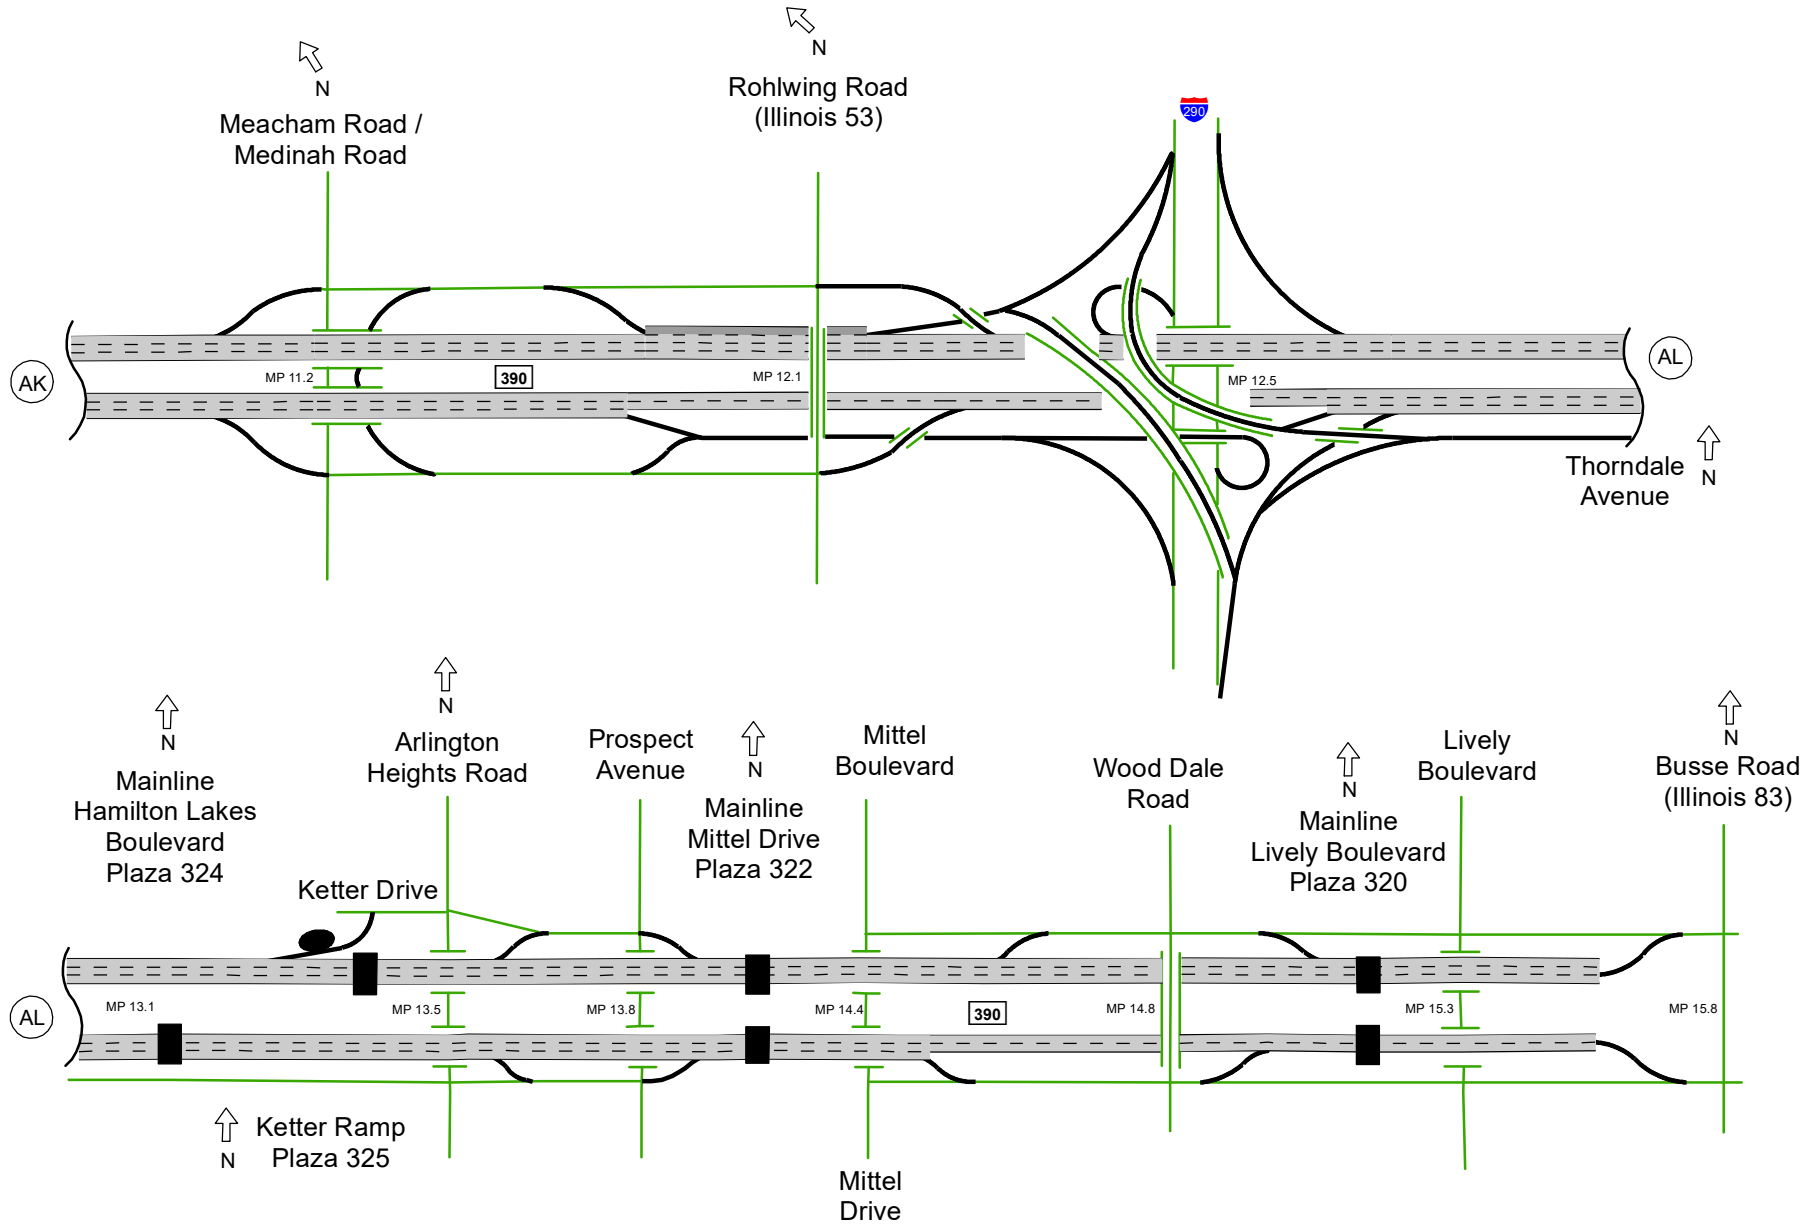 N
N
Rohlwing Road
(Illinois 53)
Meacham Road /
Medinah Road
290
AK
MP 11.2
390
MP 12.1
MP 12.5
AL
Thorndale
Avenue
N
N
Mainline
Hamilton Lakes
Boulevard
Plaza 324
N
Arlington
Heights Road
Prospect
Avenue
N
Mainline
Mittel Drive
Plaza 322
Mittel
Boulevard
Wood Dale
Road
N
Mainline
Lively Boulevard
Plaza 320
Lively
Boulevard
N
Busse Road
(Illinois 83)
Ketter Drive
AL
MP 13.1
MP 13.5
MP 13.8
MP 14.4
390
MP 14.8
MP 15.3
MP 15.8
N
Ketter Ramp
Plaza 325
Mittel
Drive